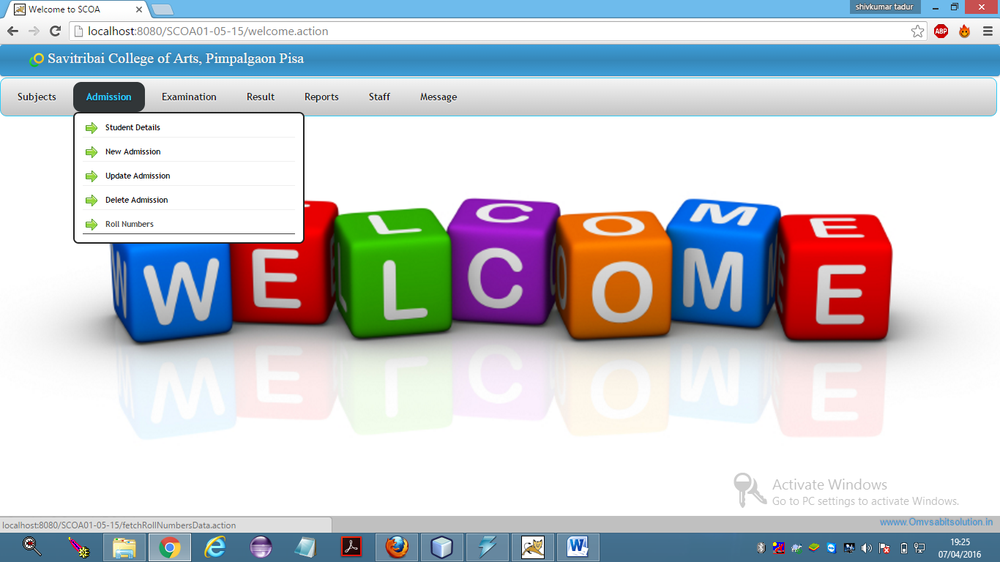 Welcome to SCOA
shivkumar tadur
localhost:8080/SCOA01-05-15/welcome.action
ABP
Savitribai College of Arts, Pimpalgaon Pisa
Subjects Admission Examination Result Reports Staff Message
Student Details
New Admission
Update Admission
Delete Admission
Roll Numbers
L C O M E
W E L C O M E
Activate Windows
Go to PC settings to activate Windows.
localhost:8080/SCOA01-05-15/fetchRollNumbersData.action
wwww.Omvsabitsolution.in
19:25
07/04/2016